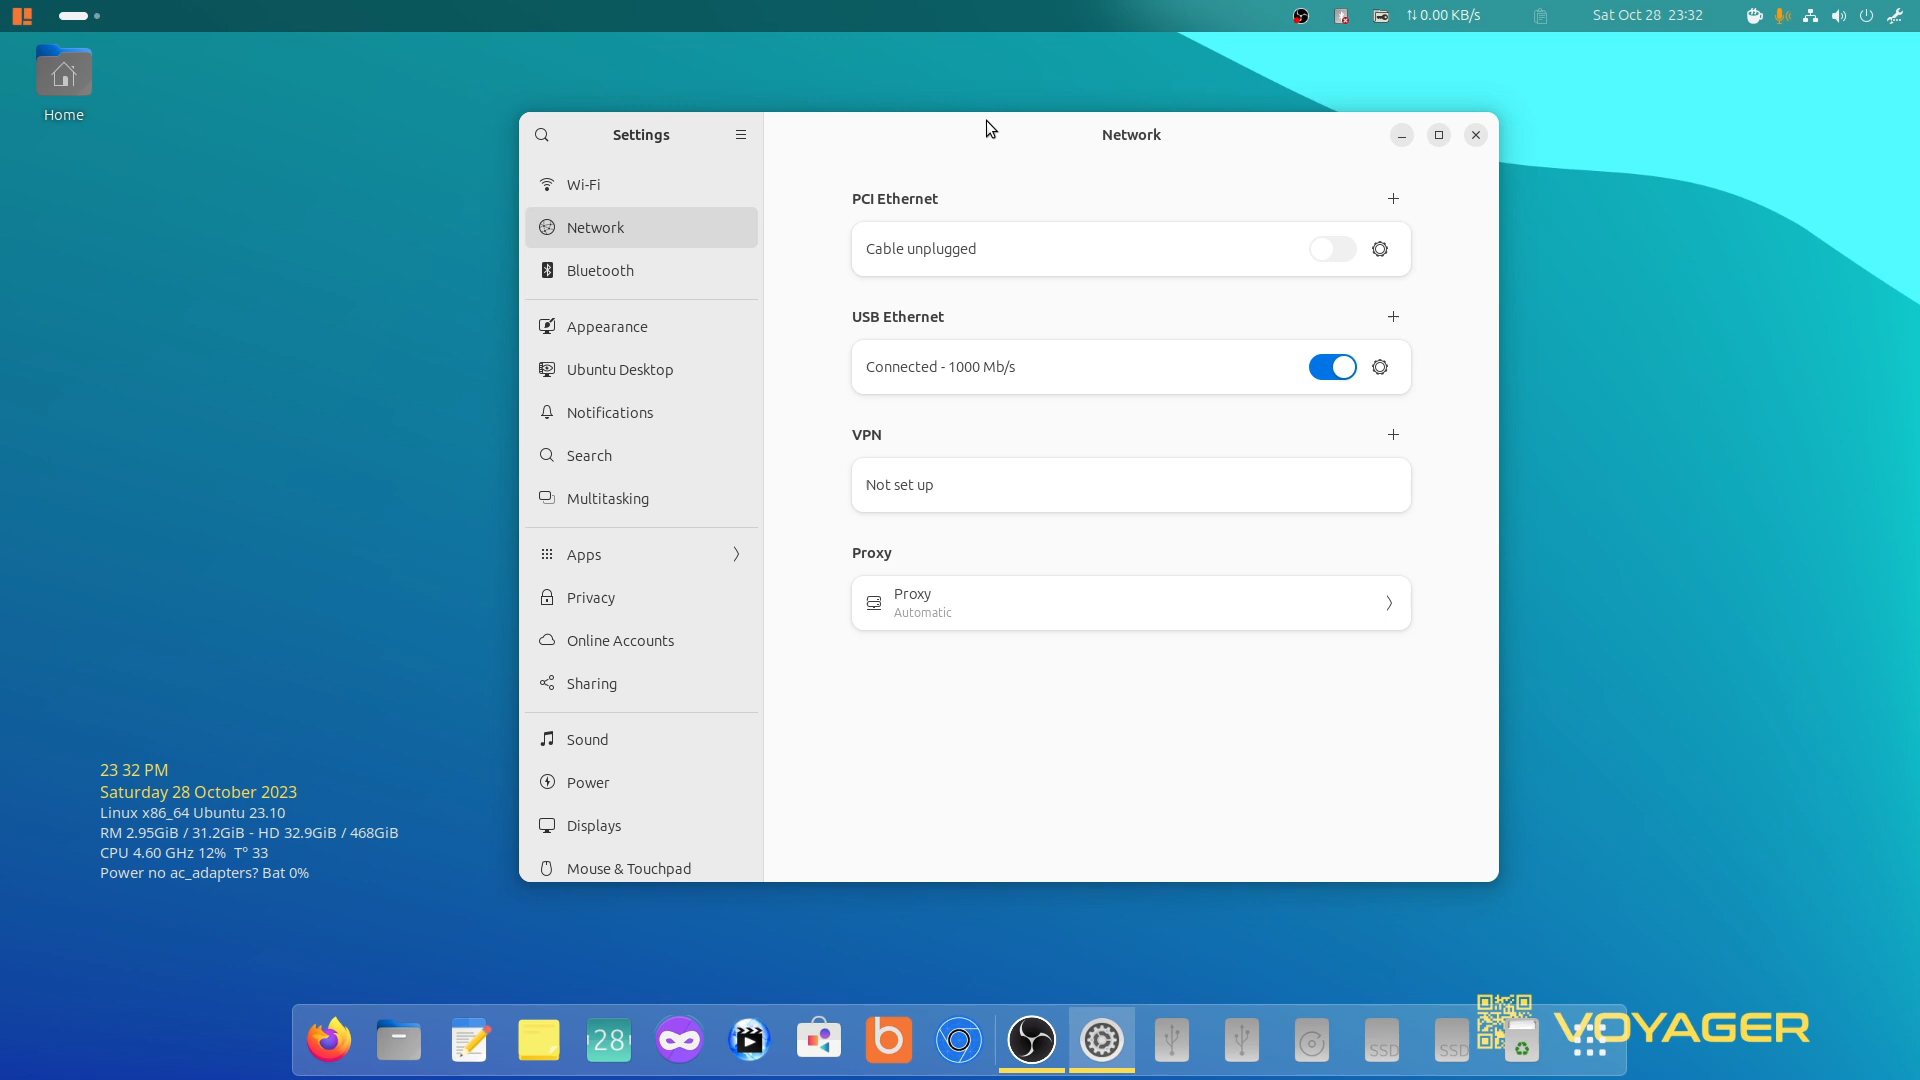 0.00 KB/s
Sat Oct 28 23:32
Home
Settings
Network
Wi-Fi
Network
Bluetooth
Appearance
Ubuntu Desktop
Notifications
Search
Multitasking
Apps
Privacy
Online Accounts
Sharing
Sound
Power
Displays
Mouse & Touchpad
PCI Ethernet
Cable unplugged
USB Ethernet
Connected - 1000 Mb/s
VPN
Not set up
Proxy
Proxy
Automatic
23 32 PM
Saturday 28 October 2023
Linux x86_64 Ubuntu 23.10
RM 2.95GiB / 31.2GiB - HD 32.9GiB / 468GiB
CPU 4.60 GHz 12% T° 33
Power no ac_adapters? Bat 0%
28
b
SSD
SSD
VOYAGER